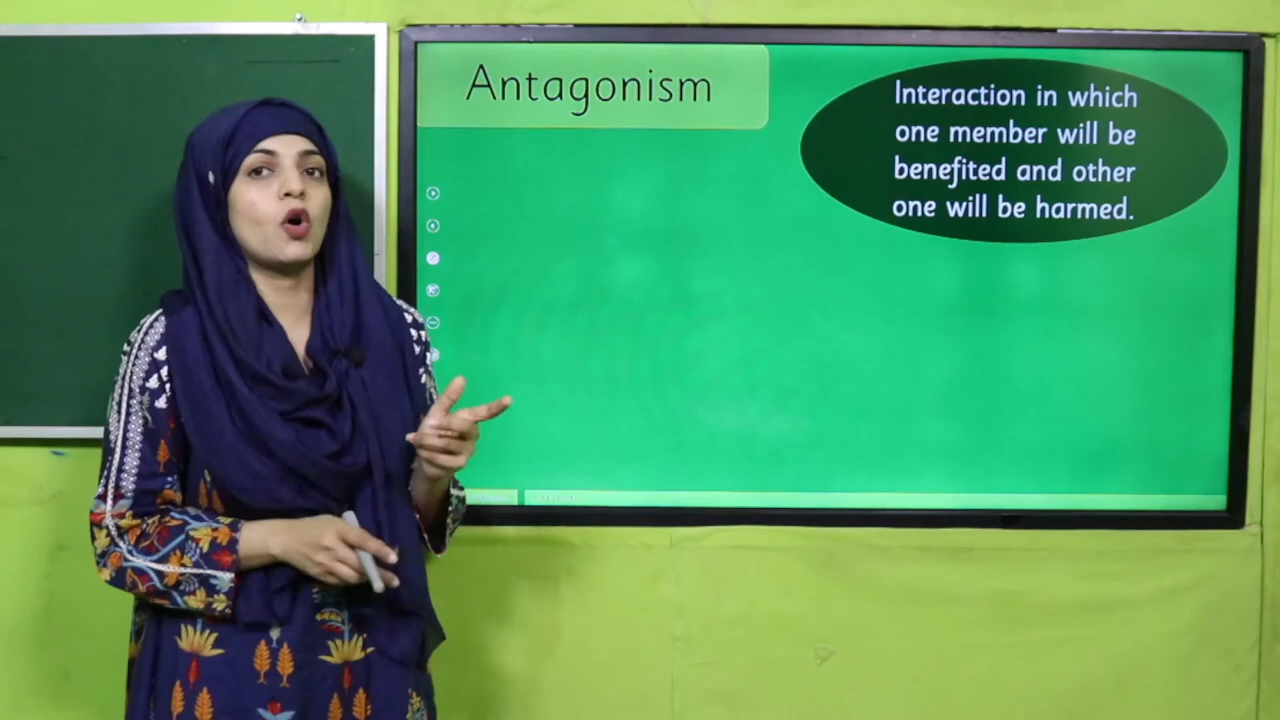 Antagonism
Interaction in which
one member will be
benefited and other
one will be harmed.